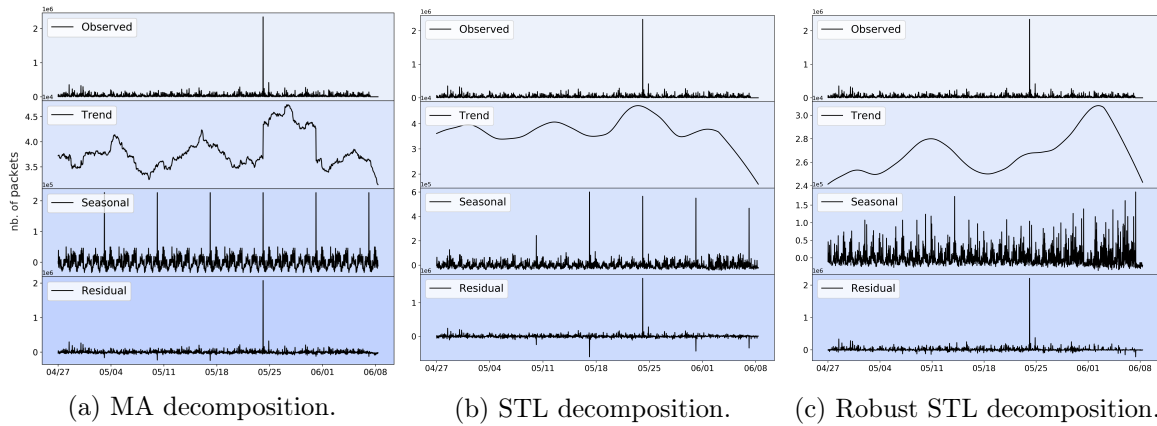 1e6
Observed
2
1
0
1e4
Trend
4.5
4.0
3.5
1e5
Seasonal
2
1
0
1e6
Residual
2
1
0
nb. of packets
04/27 05/04 05/11 05/18 05/25 06/01 06/08
(a) MA decomposition.
1e6
Observed
2
1
0
1e4
Trend
4
3
2
1e5
Seasonal
6
4
2
0
1e6
Residual
1
0
04/27 05/04 05/11 05/18 05/25 06/01 06/08
(b) STL decomposition.
1e6
Observed
2
1
0
1e4
Trend
3.0
2.8
2.6
2.4
1e5
Seasonal
1.5
1.0
0.5
0.0
1e6
Residual
2
1
0
04/27 05/04 05/11 05/18 05/25 06/01 06/08
(c) Robust STL decomposition.